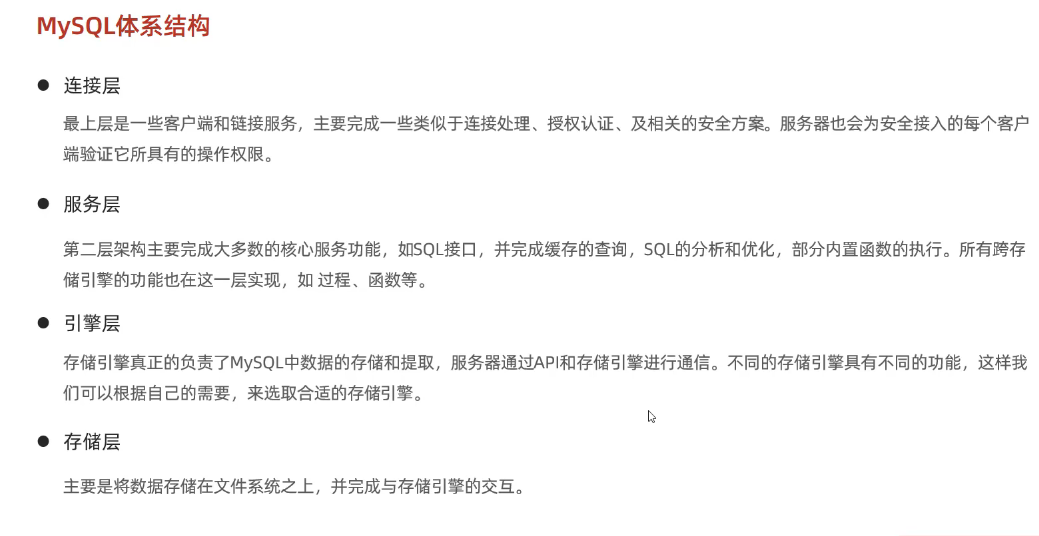 MySQL体系结构
连接层
最上层是一些客户端和链接服务，主要完成一些类似于连接处理、授权认证、及相关的安全方案。服务器也会为安全接入的每个客户
端验证它所具有的操作权限。
服务层
第二层架构主要完成大多数的核心服务功能，如SQL接口，并完成缓存的查询，SQL的分析和优化，部分内置函数的执行。所有跨存
储引擎的功能也在这一层实现，如 过程、函数等。
引擎层
存储引擎真正的负责了MySQL中数据的存储和提取，服务器通过API和存储引擎进行通信。不同的存储引擎具有不同的功能，这样我
们可以根据自己的需要，来选取合适的存储引擎。
存储层
主要是将数据存储在文件系统之上，并完成与存储引擎的交互。